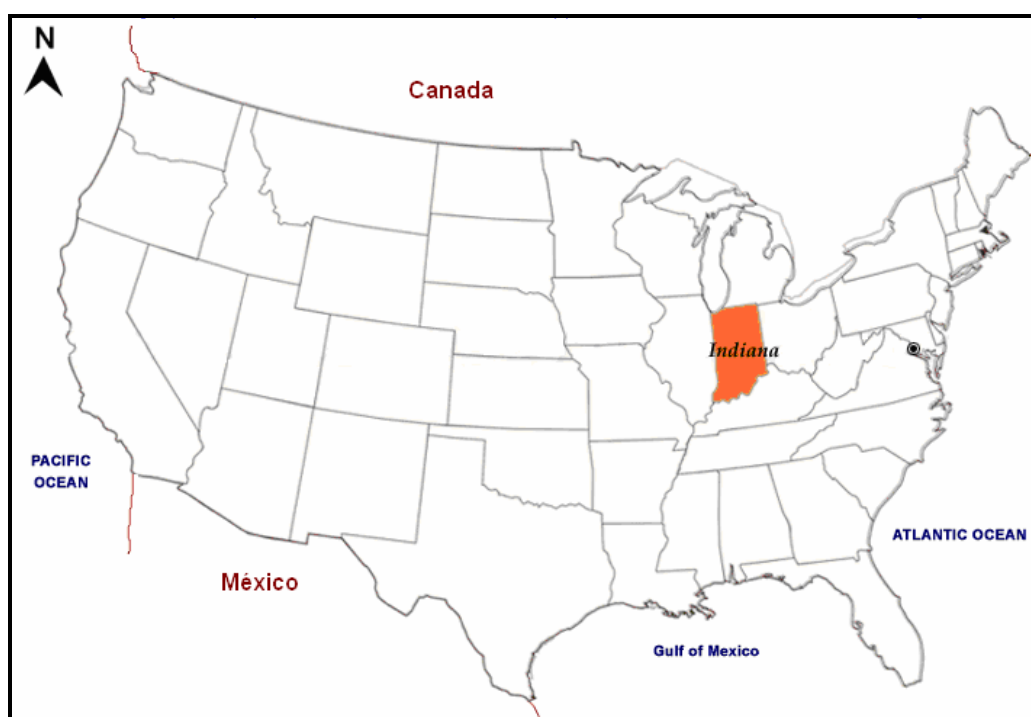 N
Canada
Indiana
PACIFIC
OCEAN
ATLANTIC OCEAN
México
Gulf of Mexico